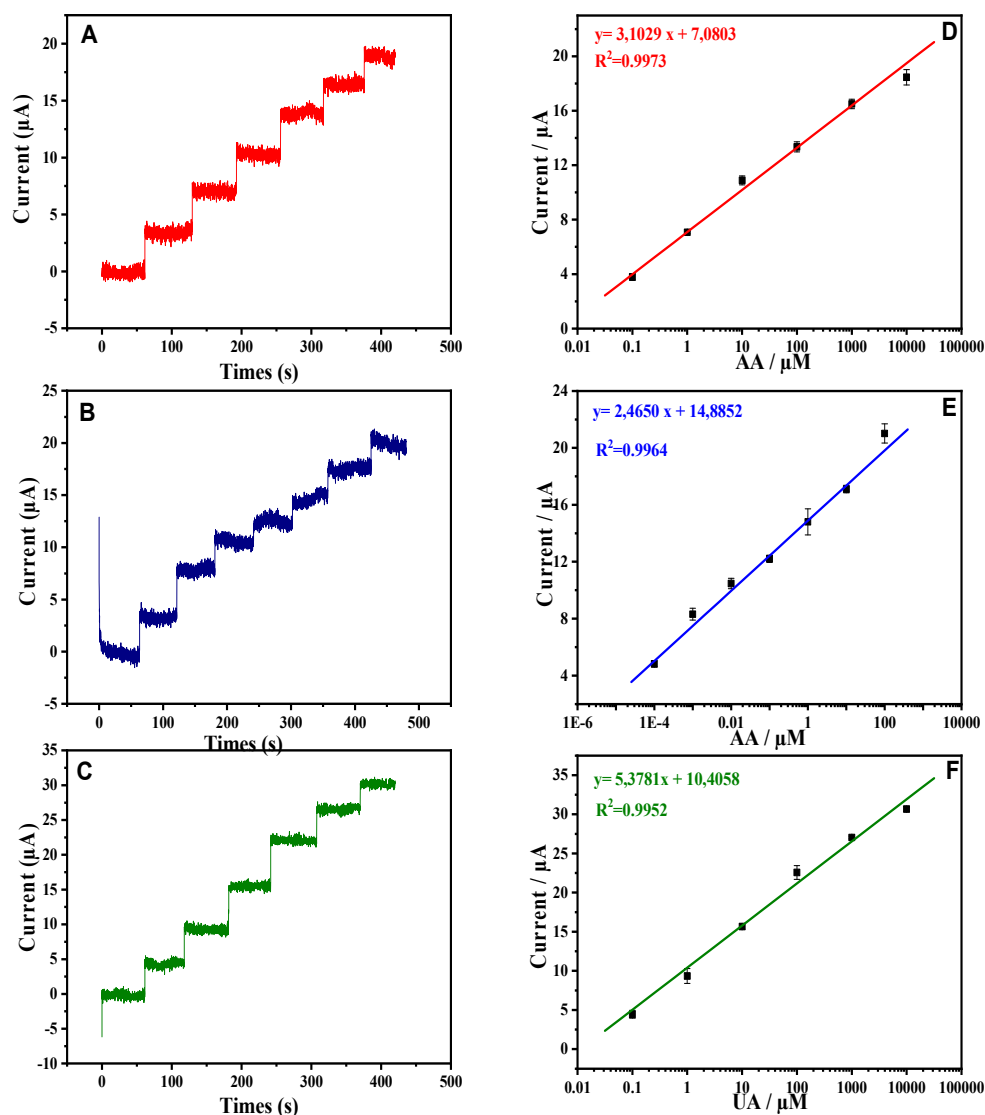 A
20
15
10
5
0
-5
Current (μA)
0 100 200 300 400 500
Times (s)
D
y= 3,1029 x + 7,0803
R²=0.9973
20
16
12
8
4
0
Current / μA
0.01 0.1 1 10 100 1000 10000 100000
AA / μM
B
25
20
15
10
5
0
-5
Current (μA)
0 100 200 300 400 500
Times (s)
E
y= 2,4650 x + 14,8852
R²=0.9964
24
20
16
12
8
4
Current / μA
1E-6 1E-4 0.01 1 100 10000
AA / μM
C
35
30
25
20
15
10
5
0
-5
-10
Current (μA)
0 100 200 300 400 500
Times (s)
F
y= 5,3781x + 10,4058
R²=0.9952
35
30
25
20
15
10
5
0
Current / μA
0.01 0.1 1 10 100 1000 10000 100000
UA / μM